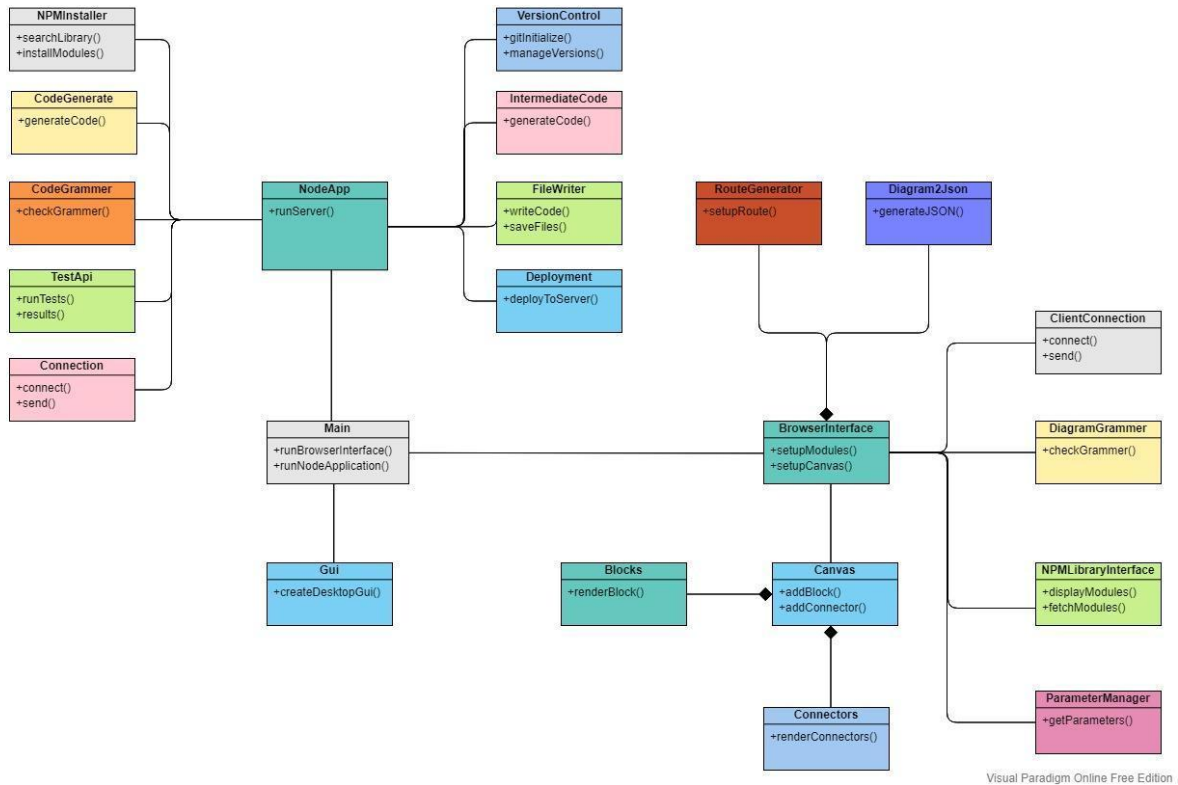 NPMInstaller
+searchLibrary()
+installModules()
VersionControl
+gitInitialize()
+manageVersions()
CodeGenerate
+generateCode()
IntermediateCode
+generateCode()
CodeGrammer
+checkGrammer()
NodeApp
+runServer()
FileWriter
+writeCode()
+saveFiles()
RouteGenerator
+setupRoute()
Diagram2Json
+generateJSON()
TestApi
+runTests()
+results()
Deployment
+deployToServer()
ClientConnection
+connect()
+send()
Connection
+connect()
+send()
Main
+runBrowserInterface()
+runNodeApplication()
BrowserInterface
+setupModules()
+setupCanvas()
DiagramGrammer
+checkGrammer()
Gui
+createDesktopGui()
Blocks
+renderBlock()
Canvas
+addBlock()
+addConnector()
NPMLibraryInterface
+displayModules()
+fetchModules()
Connectors
+renderConnectors()
ParameterManager
+getParameters()
Visual Paradigm Online Free Edition